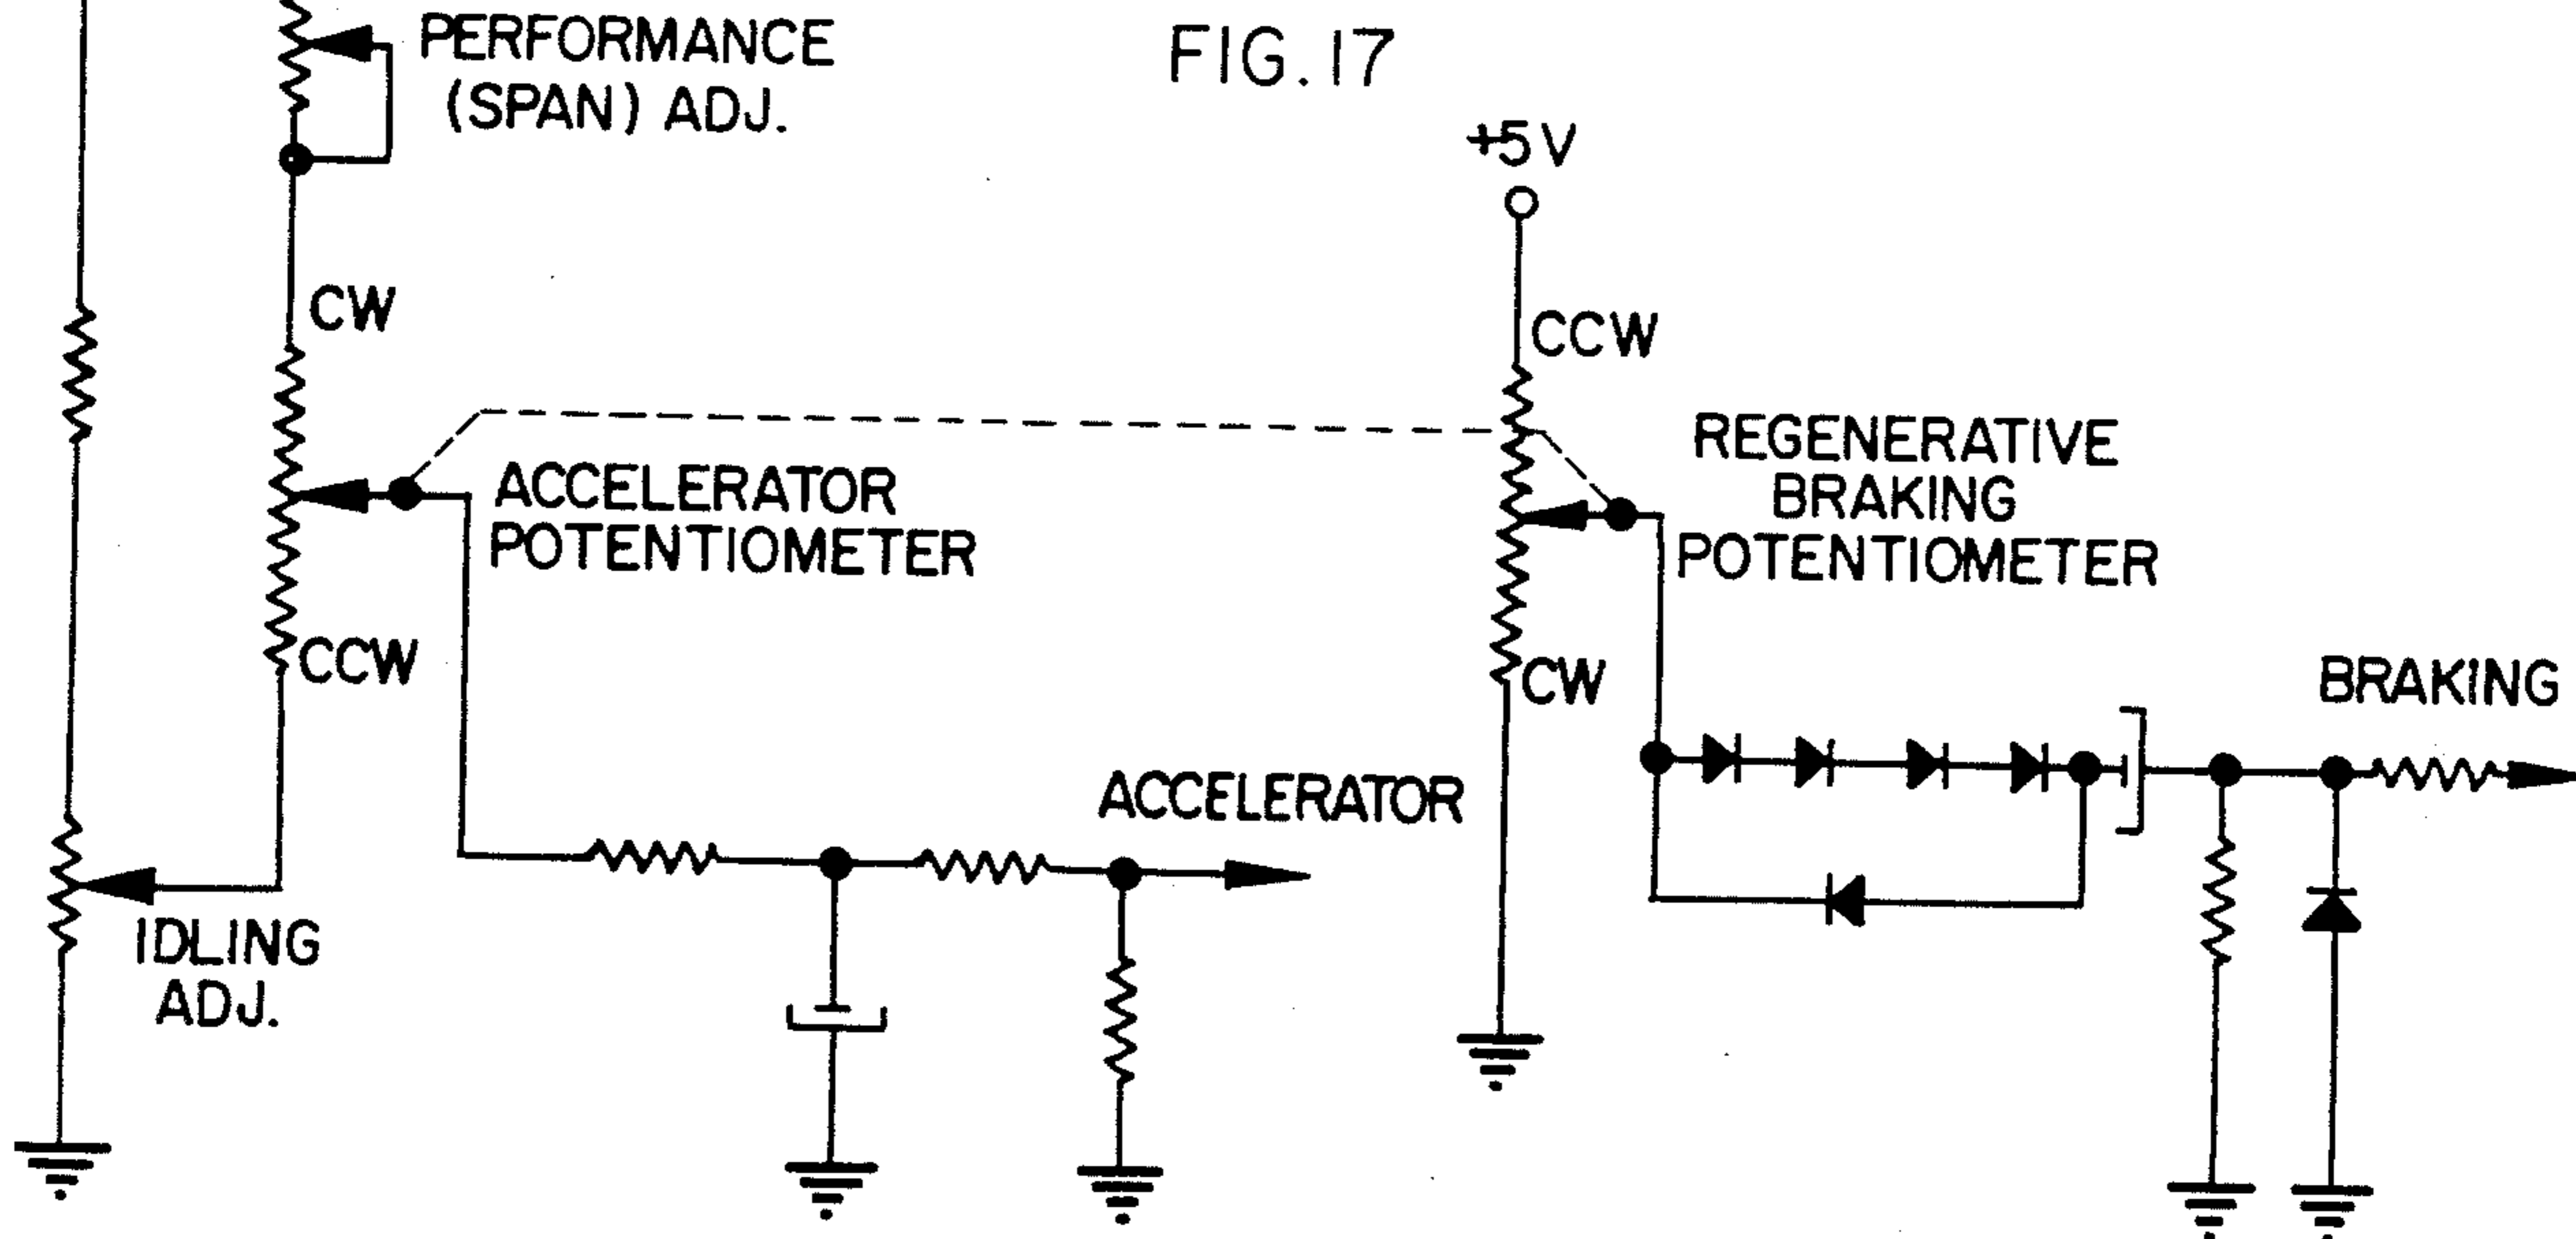 PERFORMANCE
(SPAN) ADJ.
FIG. 17
+5V
CW
CCW
ACCELERATOR
POTENTIOMETER
REGENERATIVE
BRAKING
POTENTIOMETER
CCW
CW
BRAKING
ACCELERATOR
IDLING
ADJ.